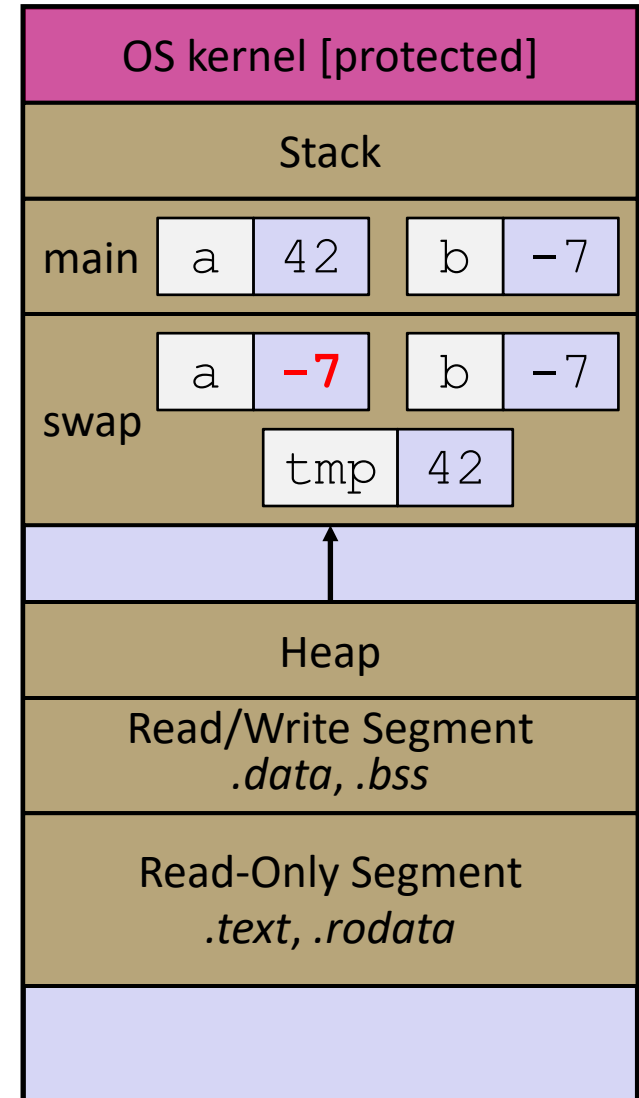 OS kernel [protected]
Stack
main a 42 b -7
a -7 b -7
swap
tmp 42
Heap
Read/Write Segment
.data, .bss
Read-Only Segment
.text, .rodata